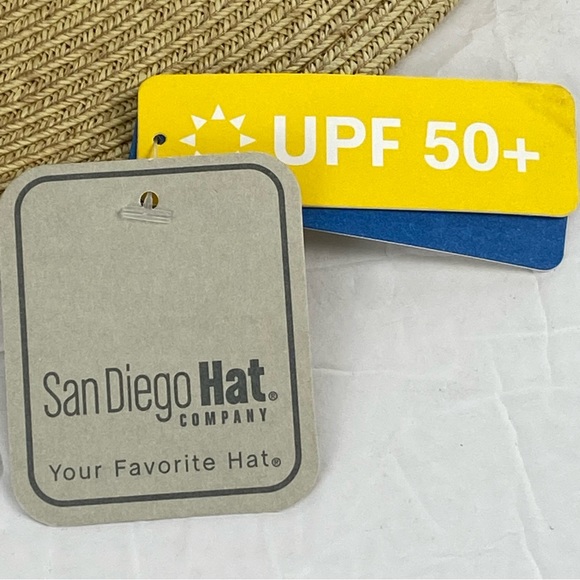 UPF 50+
San Diego Hat®
COMPANY
Your Favorite Hat®